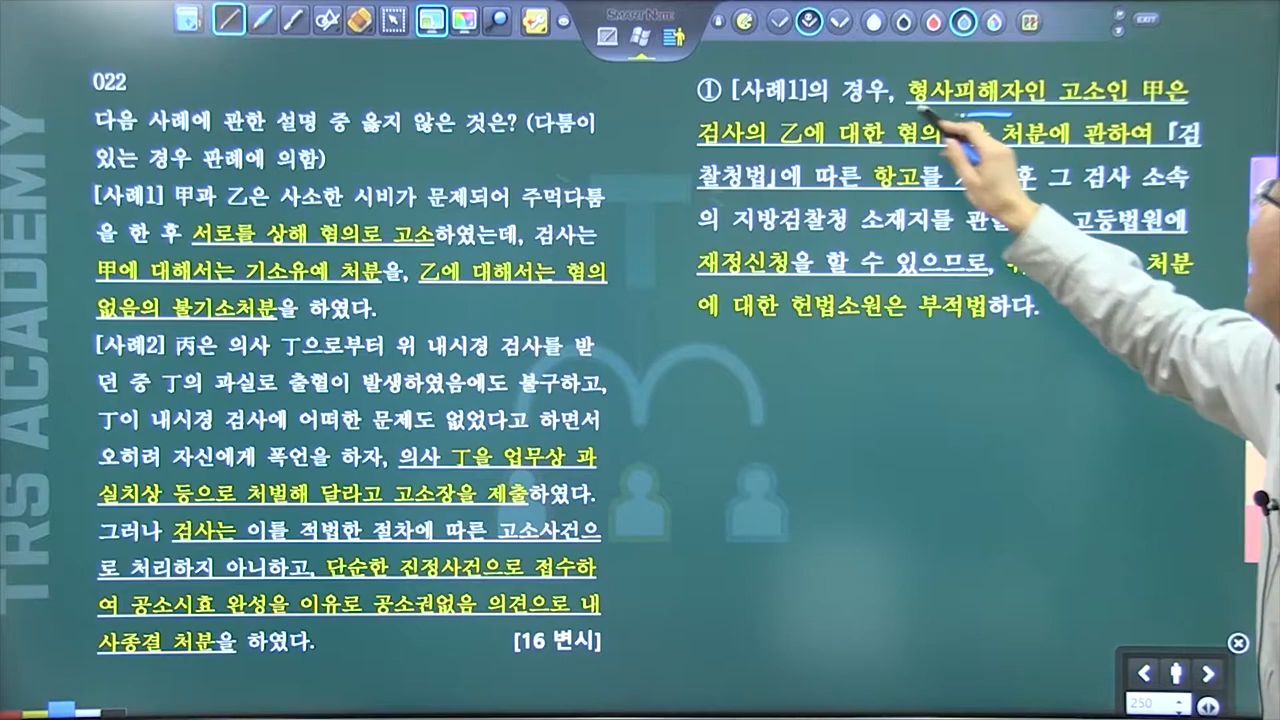 SMARTNOTE
EXIT
TRS ACADEMY
022
다음 사례에 관한 설명 중 옳지 않은 것은? (다툼이
있는 경우 판례에 의함)
[사례1] 甲과 乙은 사소한 시비가 문제되어 주먹다툼
을 한 후 서로를 상해 혐의로 고소하였는데, 검사는
甲에 대해서는 기소유예 처분을, 乙에 대해서는 혐의
없음의 불기소처분을 하였다.
[사례2] 丙은 의사 丁으로부터 위 내시경 검사를 받
던 중 丁의 과실로 출혈이 발생하였음에도 불구하고,
丁이 내시경 검사에 어떠한 문제도 없었다고 하면서
오히려 자신에게 폭언을 하자, 의사 丁을 업무상 과
실치상 등으로 처벌해 달라고 고소장을 제출하였다.
그러나 검사는 이를 적법한 절차에 따른 고소사건으
로 처리하지 아니하고, 단순한 진정사건으로 접수하
여 공소시효 완성을 이유로 공소권없음 의견으로 내
사종결 처분을 하였다. [16 변시]
① [사례1]의 경우, 형사피해자인 고소인 甲은
검사의 乙에 대한 혐의 처분에 관하여 「검
찰청법」에 따른 항고를 후 그 검사 소속
의 지방검찰청 소재지를 관 고등법원에
재정신청을 할 수 있으므로, 처분
에 대한 헌법소원은 부적법하다.
250